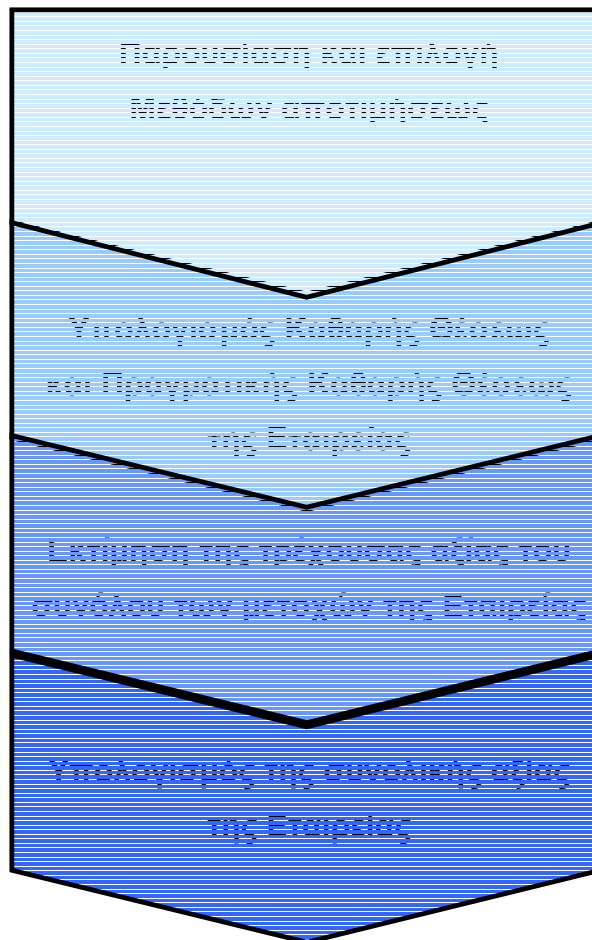 Παρουσίαση και επιλογή
Μεθόδων αποτιμήσεως
Υπολογισμός Καθαρής Θέσεως
και Πραγματικής Καθαρής Θέσεως
της Εταιρείας
Εκτίμηση της τρέχουσας αξίας του
συνόλου των μετοχών της Εταιρείας
Υπολογισμός της συνολικής αξίας
της Εταιρείας